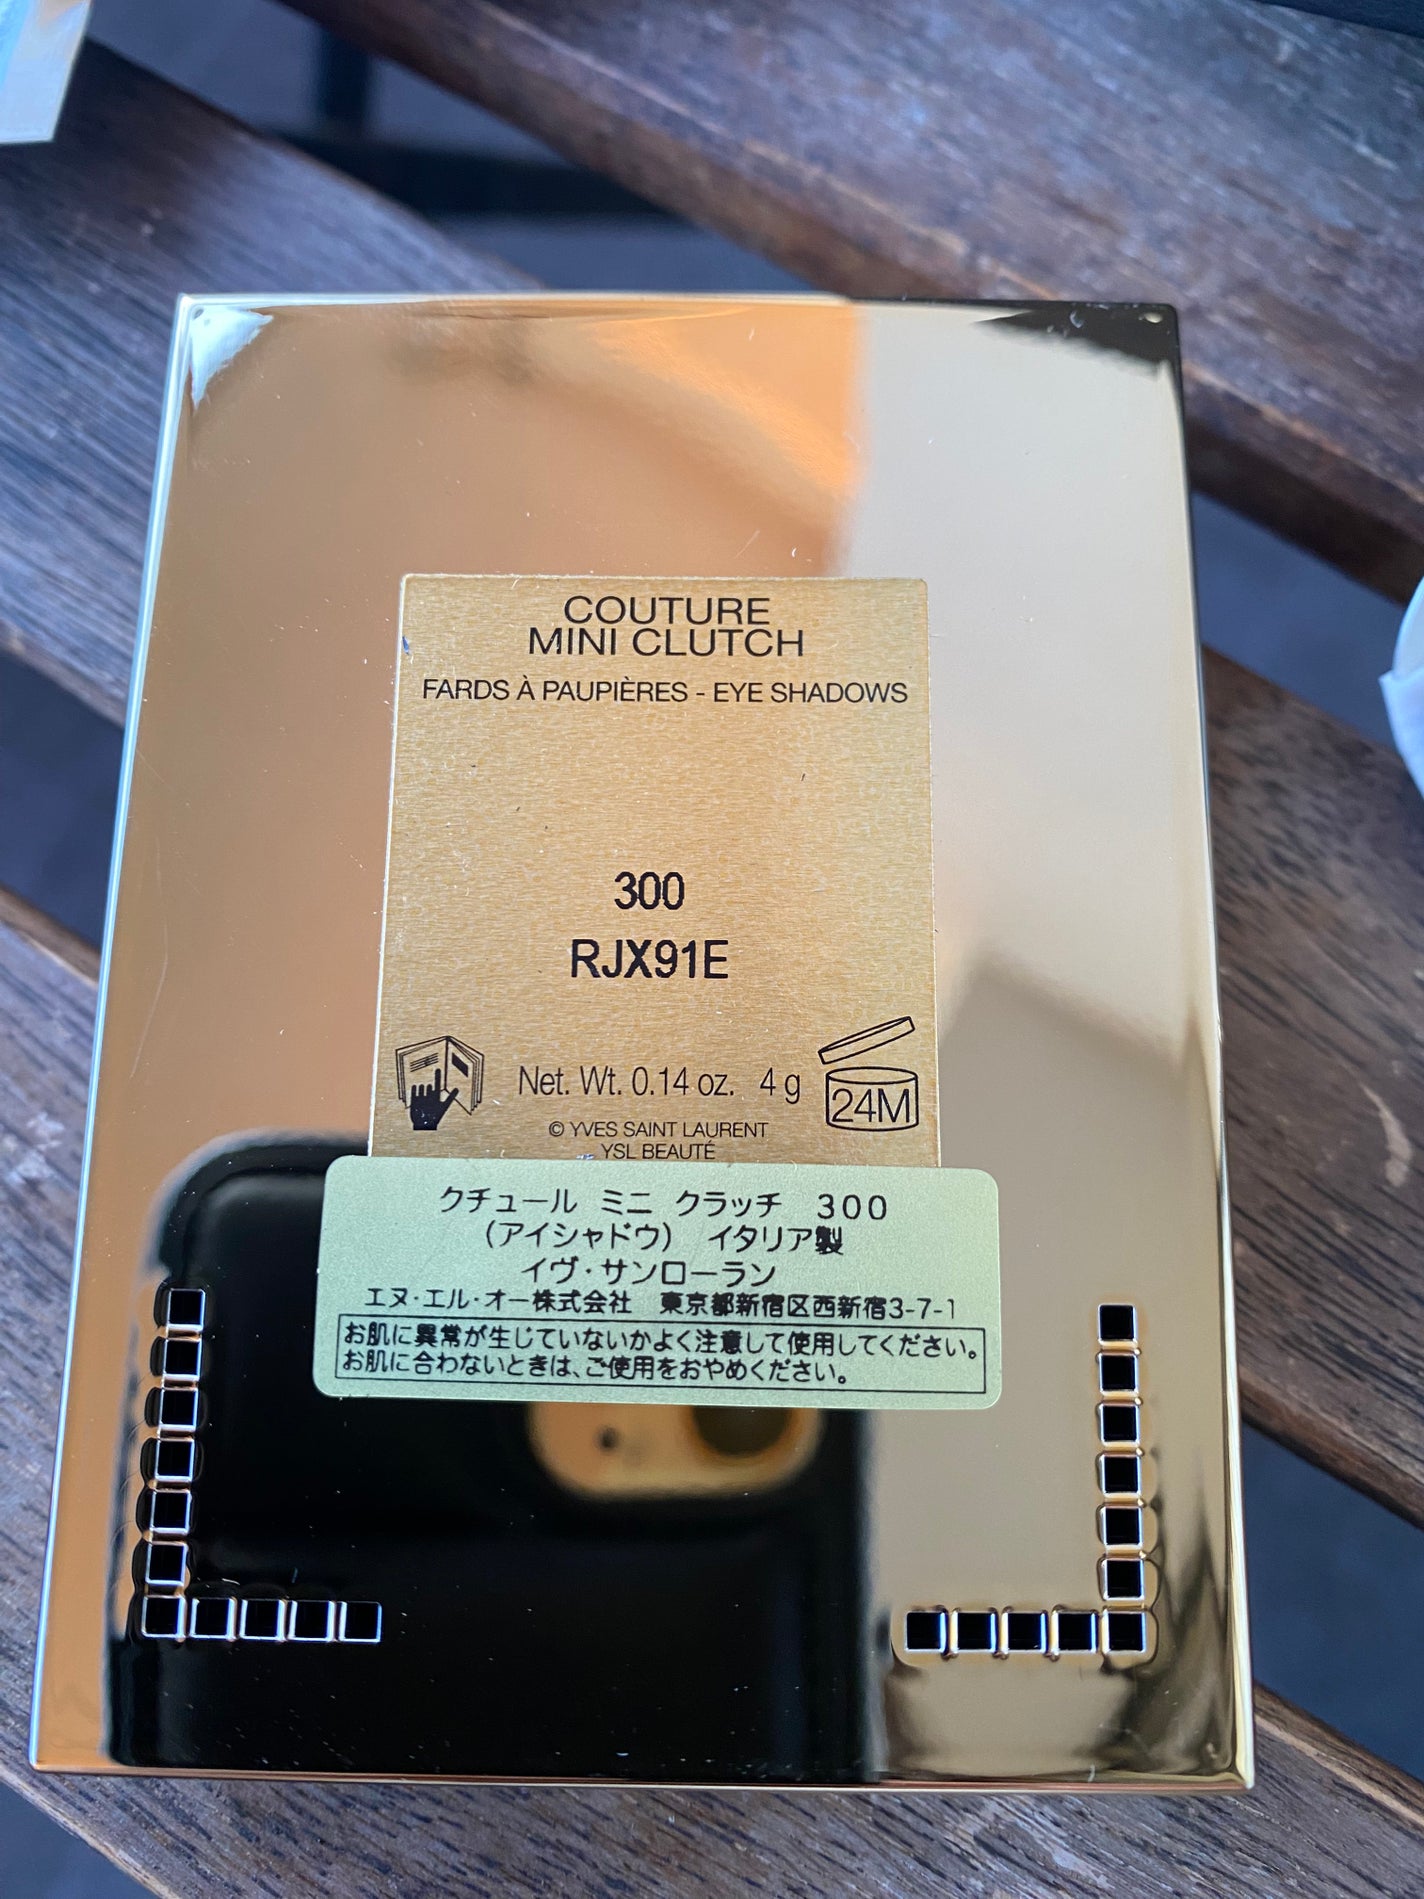 COUTURE
MINI CLUTCH
FARDS À PAUPIÈRES - EYE SHADOWS
300
RJX91E
Net. Wt. 0.14 oz. 4 g
24M
© YVES SAINT LAURENT
YSL BEAUTÉ
クチュール ミニ クラッチ 300
(アイシャドウ) イタリア製
イヴ・サンローラン
エヌ・エル・オー株式会社 東京都新宿区西新宿3-7-1
お肌に異常が生じていないかよく注意して使用してください。
お肌に合わないときは、ご使用をおやめください。